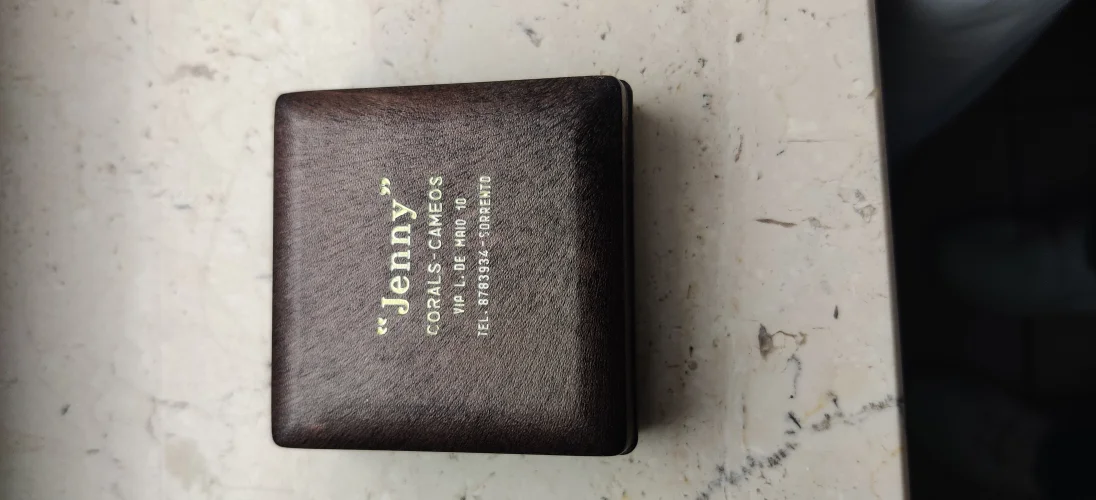 “Jenny”
CORALS-CAMEOS
VIA L. DE MAIO 10
TEL. 8783934-SORRENTO